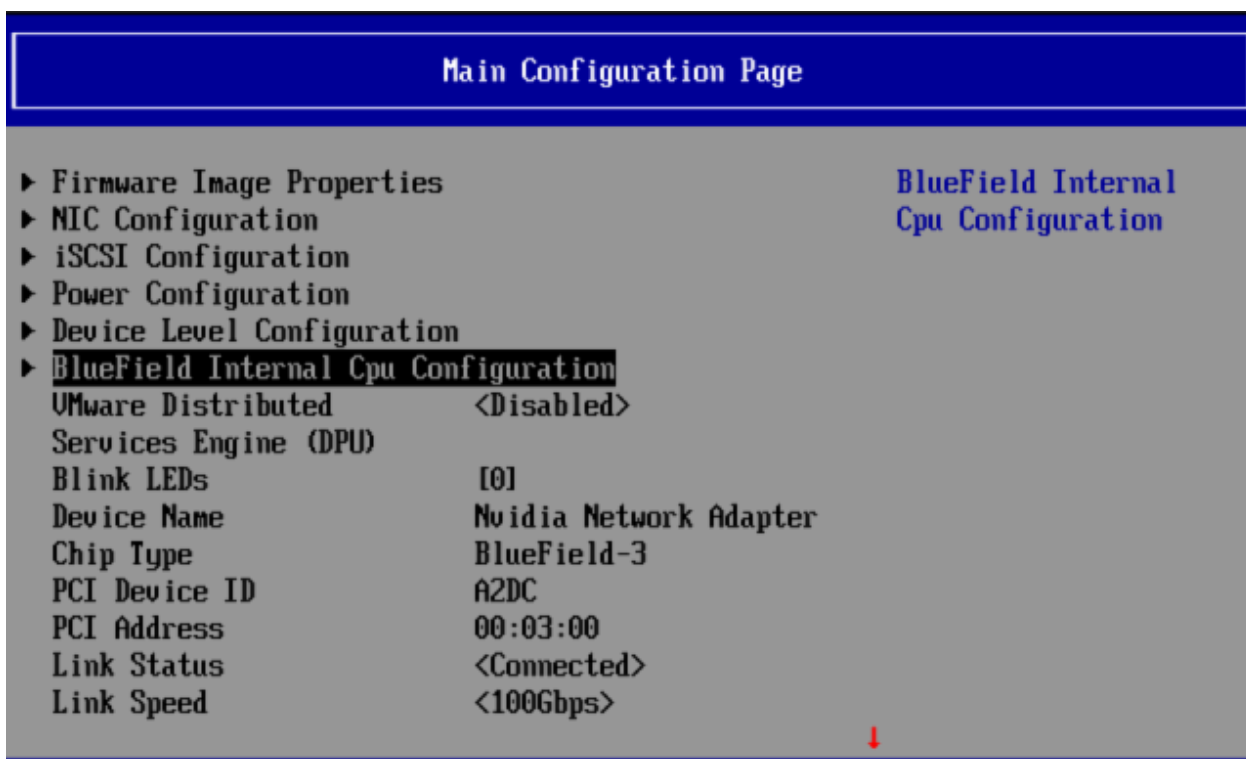 Main Configuration Page
▶ Firmware Image Properties
▶ NIC Configuration
▶ iSCSI Configuration
▶ Power Configuration
▶ Device Level Configuration
▶ BlueField Internal Cpu Configuration
VMware Distributed <Disabled>
Services Engine (DPU)
Blink LEDs [0]
Device Name Nvidia Network Adapter
Chip Type BlueField-3
PCI Device ID A2DC
PCI Address 00:03:00
Link Status <Connected>
Link Speed <100Gbps>
BlueField Internal
Cpu Configuration